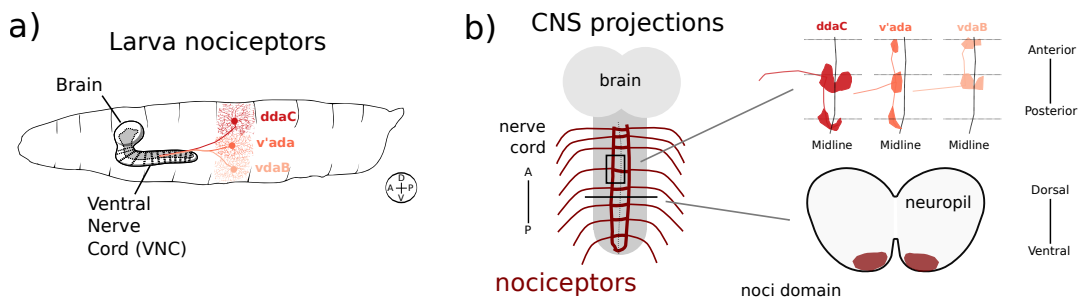 a)
Larva nociceptors
Brain
ddaC
v'ada
vdaB
Ventral
Nerve
Cord (VNC)
D
A P
V
b)
CNS projections
brain
nerve
cord
A
P
nociceptors
ddaC
v'ada
vdaB
Midline
Midline
Midline
Anterior
Posterior
neuropil
noci domain
Dorsal
Ventral